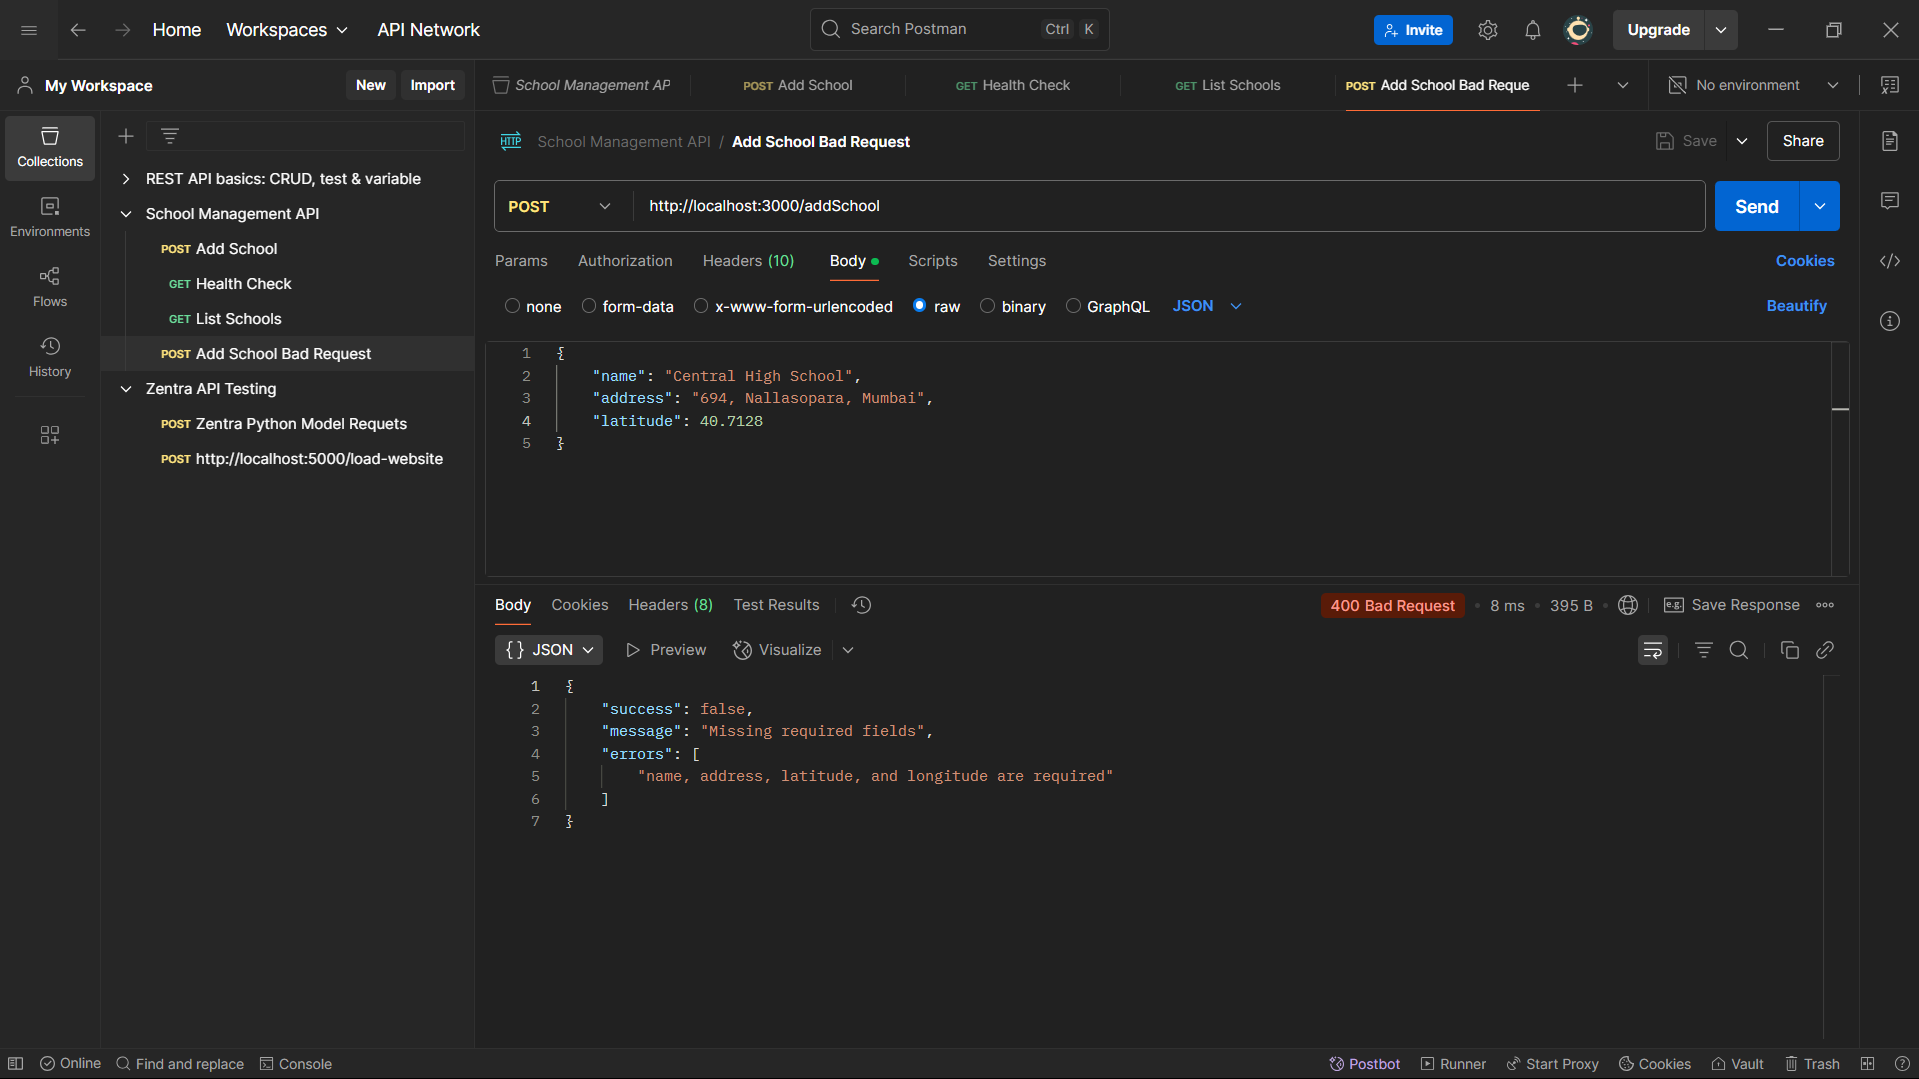 Home Workspaces API Network Search Postman Ctrl K Invite Upgrade
My Workspace New Import
School Management AP POST Add School GET Health Check GET List Schools POST Add School Bad Reque No environment
Collections
Environments
Flows
History
REST API basics: CRUD, test & variable
School Management API
POST Add School
GET Health Check
GET List Schools
POST Add School Bad Request
Zentra API Testing
POST Zentra Python Model Requets
POST http://localhost:5000/load-website
HTTP School Management API / Add School Bad Request Save Share
POST http://localhost:3000/addSchool Send
Params Authorization Headers (10) Body Scripts Settings Cookies
none form-data x-www-form-urlencoded raw binary GraphQL JSON Beautify
1 {
2 "name": "Central High School",
3 "address": "694, Nallasopara, Mumbai",
4 "latitude": 40.7128
5 }
Body Cookies Headers (8) Test Results 400 Bad Request • 8 ms • 395 B • e.g. Save Response
{} JSON Preview Visualize
1 {
2 "success": false,
3 "message": "Missing required fields",
4 "errors": [
5 "name, address, latitude, and longitude are required"
6 ]
7 }
Online Find and replace Console Postbot Runner Start Proxy Cookies Vault Trash